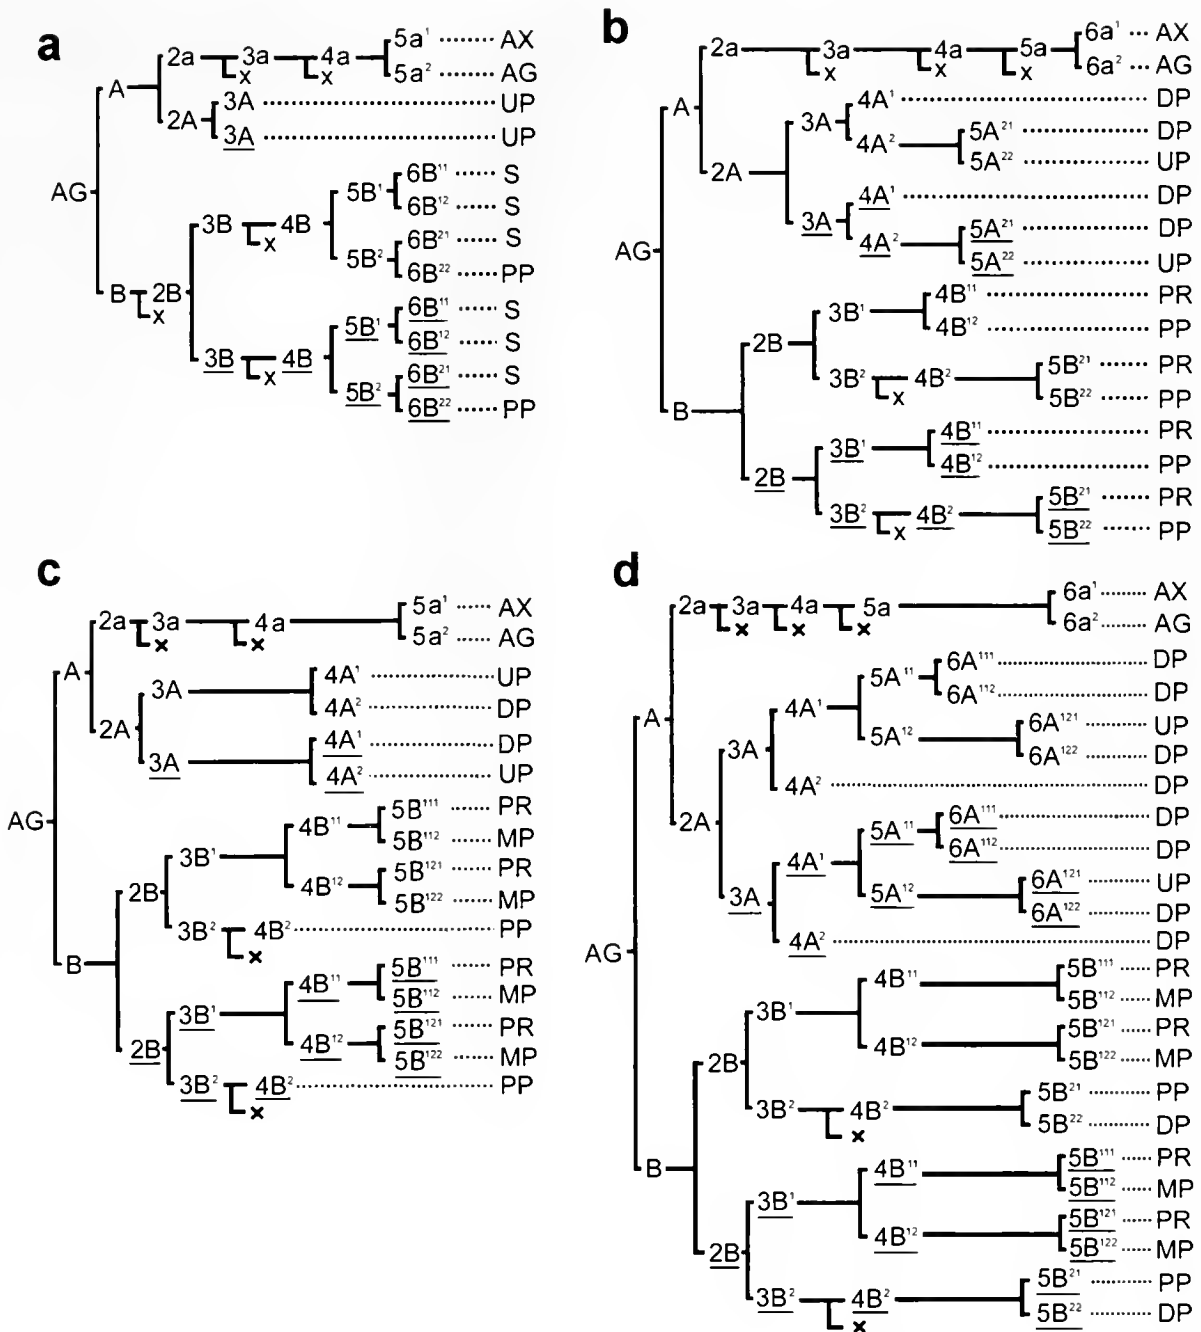 a
5a¹ ........ AX
2a 3a 4a
x x
5a² ........ AG
A
3A ........ UP
2A
3A ........ UP
AG
6B¹¹ ...... S
5B¹
6B¹² ...... S
3B 4B
x
6B²¹ ...... S
5B²
6B²² ...... PP
B 2B
x
6B¹¹ ...... S
5B¹
6B¹² ...... S
3B 4B
x
6B²¹ ...... S
5B²
6B²² ...... PP
b
6a¹ ... AX
2a 3a 4a 5a
x x x
6a² ... AG
A
4A¹ ........ DP
3A
5A²¹ ........ DP
4A²
5A²² ........ UP
2A
4A¹ ........ DP
3A
5A²¹ ........ DP
4A²
5A²² ........ UP
AG
4B¹¹ ........ PR
3B¹
4B¹² ........ PP
2B
5B²¹ ...... PR
3B² 4B²
x
5B²² ...... PP
B
4B¹¹ ........ PR
3B¹
4B¹² ........ PP
2B
5B²¹ ...... PR
3B² 4B²
x
5B²² ...... PP
c
5a¹ ...... AX
2a 3a 4a
x x
5a² ...... AG
A
4A¹ ........ UP
3A
4A² ........ DP
2A
4A¹ ........ DP
3A
4A² ........ UP
AG
5B¹¹¹ ...... PR
4B¹¹
5B¹¹² ...... MP
3B¹
5B¹²¹ ...... PR
4B¹²
5B¹²² ...... MP
2B
3B² 4B² ........ PP
x
B
5B¹¹¹ ...... PR
4B¹¹
5B¹¹² ...... MP
3B¹
5B¹²¹ ...... PR
4B¹²
5B¹²² ...... MP
2B
3B² 4B² ........ PP
x
d
6a¹ ...... AX
2a 3a 4a 5a
x x x
6a² ...... AG
A
6A¹¹¹ ........ DP
5A¹¹
6A¹¹² ........ DP
4A¹
6A¹²¹ ...... UP
5A¹²
6A¹²² ...... DP
3A
4A² ........ DP
2A
6A¹¹¹ ........ DP
5A¹¹
6A¹¹² ........ DP
4A¹
6A¹²¹ ...... UP
5A¹²
6A¹²² ...... DP
3A
4A² ........ DP
AG
5B¹¹¹ ..... PR
4B¹¹
5B¹¹² ..... MP
3B¹
5B¹²¹ ..... PR
4B¹²
5B¹²² ..... MP
2B
5B²¹ ........ PP
3B² 4B²
x
5B²² ........ DP
B
5B¹¹¹ ..... PR
4B¹¹
5B¹¹² ..... MP
3B¹
5B¹²¹ ..... PR
4B¹²
5B¹²² ..... MP
2B
5B²¹ ........ PP
3B² 4B²
x
5B²² ........ DP